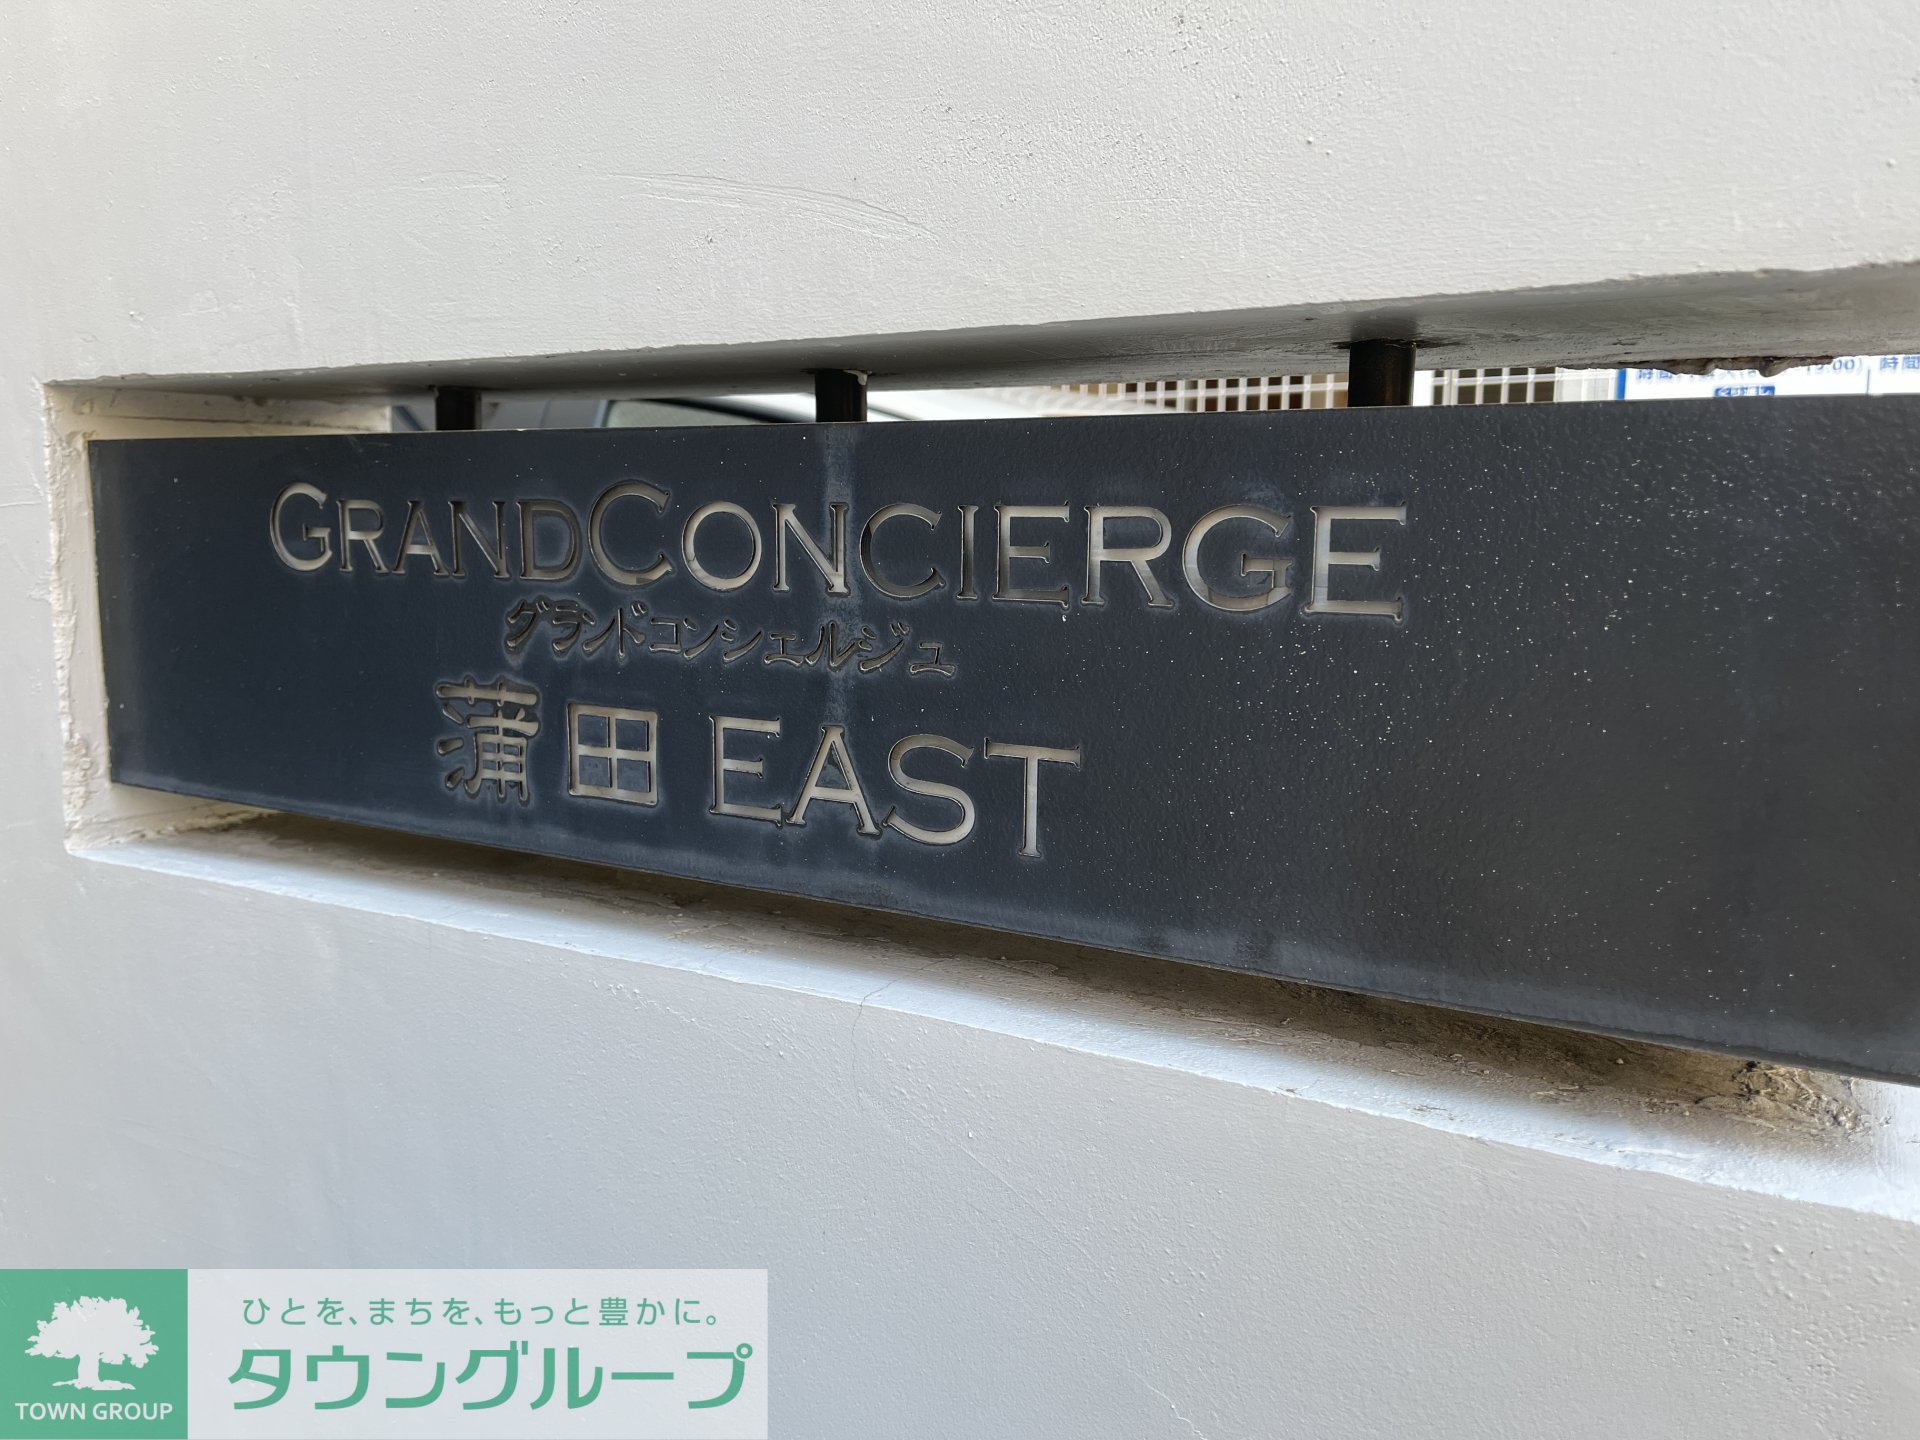 GRANDCONCIERGE
グランドコンシェルジュ
蒲田 EAST
ひとを、まちを、もっと豊かに。
タウングループ
TOWN GROUP